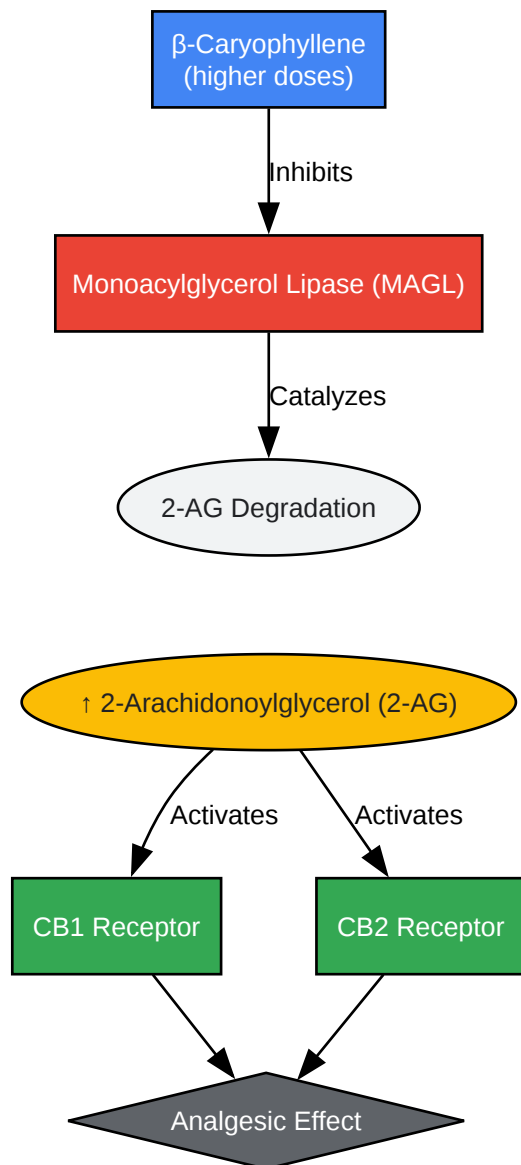 β-Caryophyllene
(higher doses)
Inhibits
Monoacylglycerol Lipase (MAGL)
Catalyzes
2-AG Degradation
↑ 2-Arachidonoylglycerol (2-AG)
Activates
Activates
CB1 Receptor
CB2 Receptor
Analgesic Effect